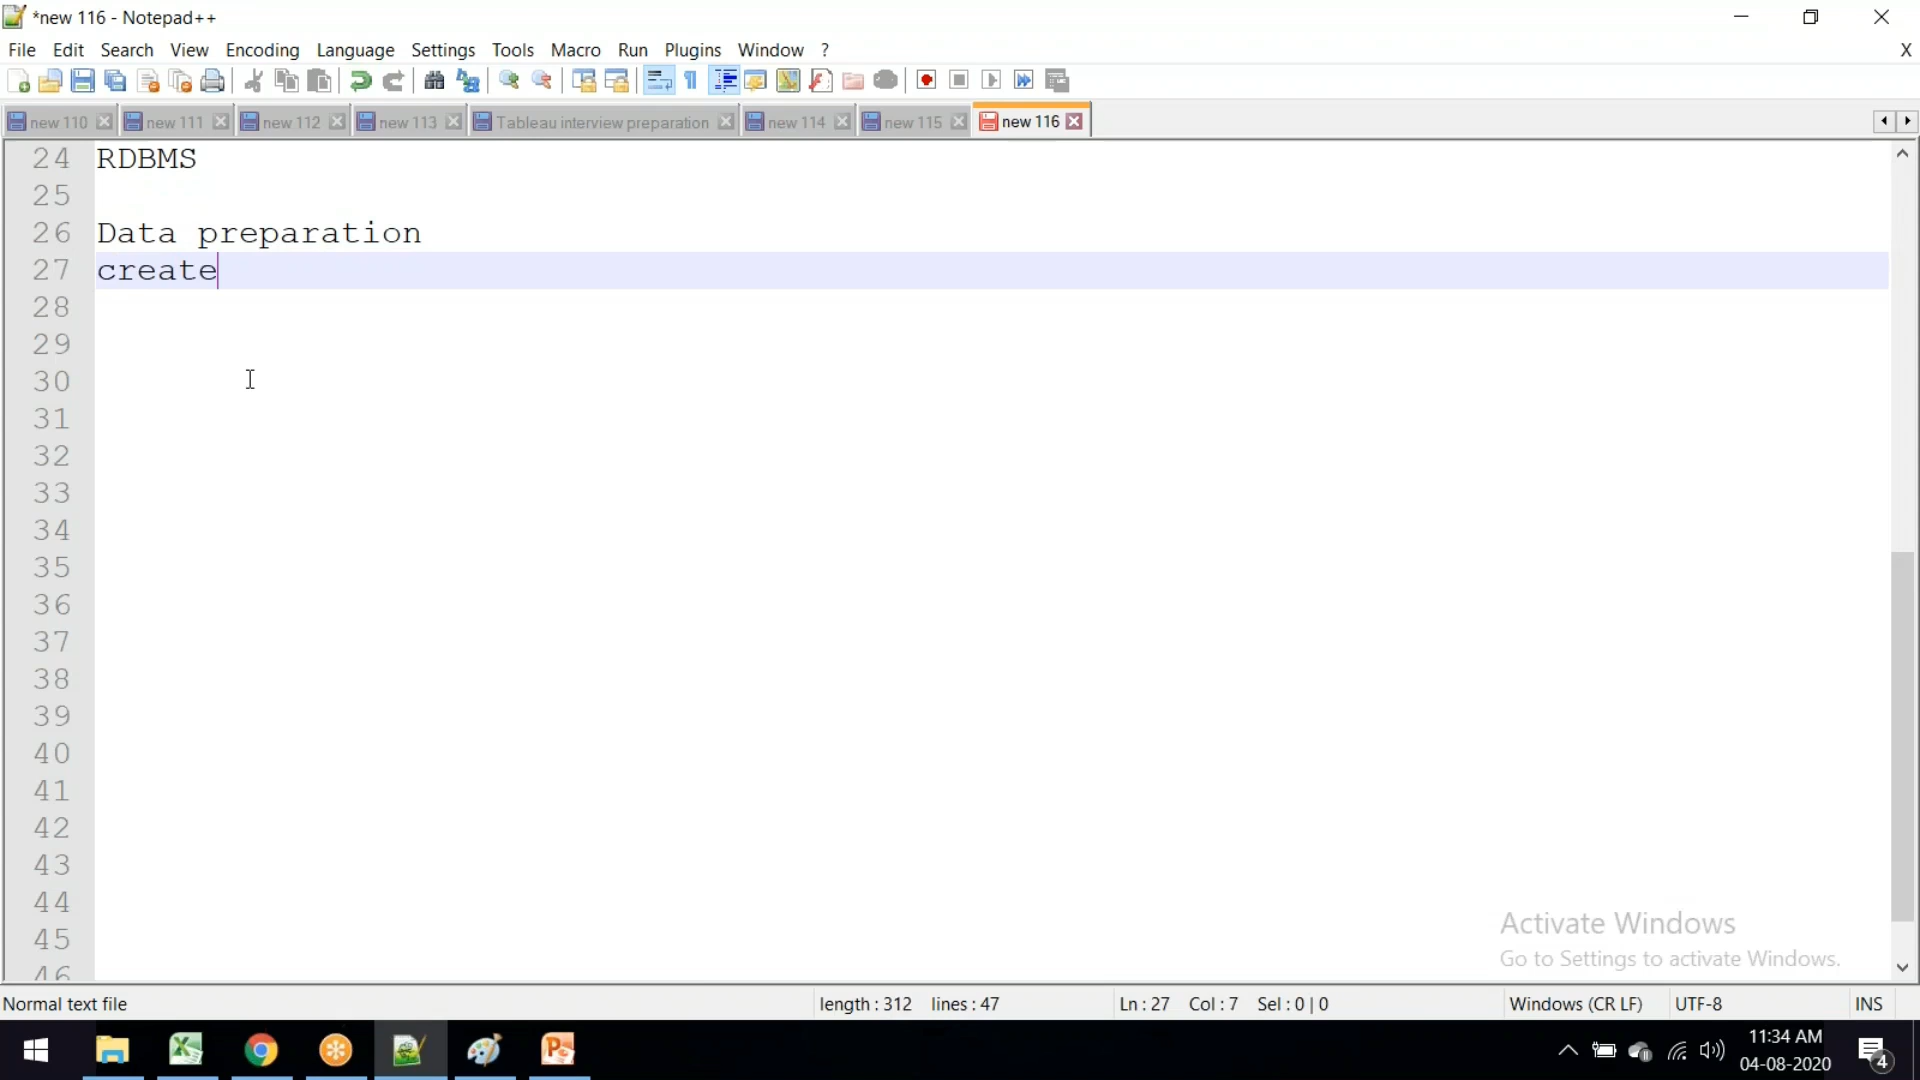 *new 116 - Notepad++
File Edit Search View Encoding Language Settings Tools Macro Run Plugins Window ?
X
new 110 new 111 new 112 new 113 Tableau interview preparation new 114 new 115 new 116
24 RDBMS
25
26 Data preparation
27 create
28
29
30
31
32
33
34
35
36
37
38
39
40
41
42
43
44
45
46
Activate Windows
Go to Settings to activate Windows.
Normal text file length : 312 lines : 47 Ln : 27 Col : 7 Sel : 0 | 0 Windows (CR LF) UTF-8 INS
11:34 AM
04-08-2020
4